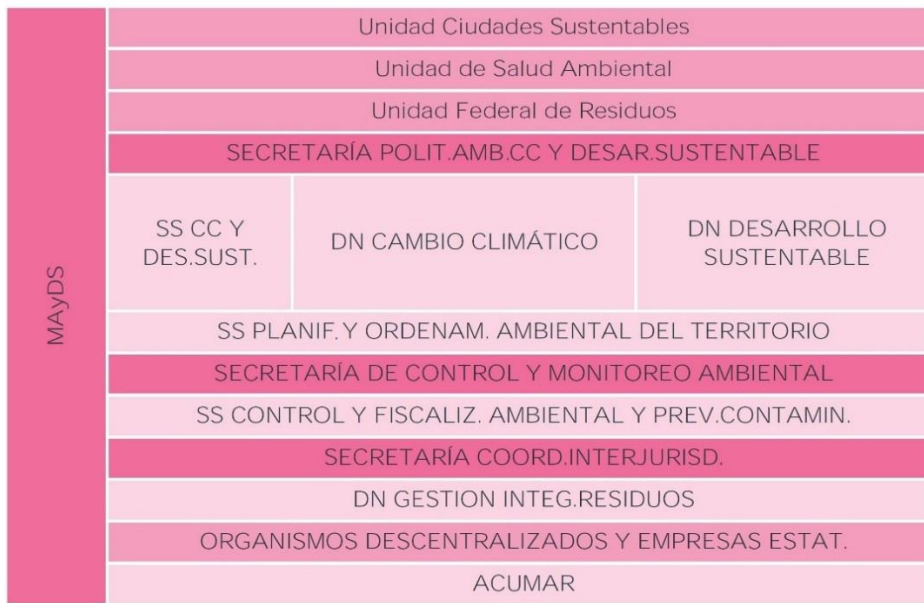 MAyDS
Unidad Ciudades Sustentables
Unidad de Salud Ambiental
Unidad Federal de Residuos
SECRETARÍA POLIT.AMB.CC Y DESAR.SUSTENTABLE
SS CC Y
DES.SUST.
DN CAMBIO CLIMÁTICO
DN DESARROLLO
SUSTENTABLE
SS PLANIF.Y ORDENAM. AMBIENTAL DEL TERRITORIO
SECRETARÍA DE CONTROL Y MONITOREO AMBIENTAL
SS CONTROL Y FISCALIZ. AMBIENTAL Y PREV.CONTAMIN.
SECRETARÍA COORD.INTERJURISD.
DN GESTION INTEG.RESIDUOS
ORGANISMOS DESCENTRALIZADOS Y EMPRESAS ESTAT.
ACUMAR